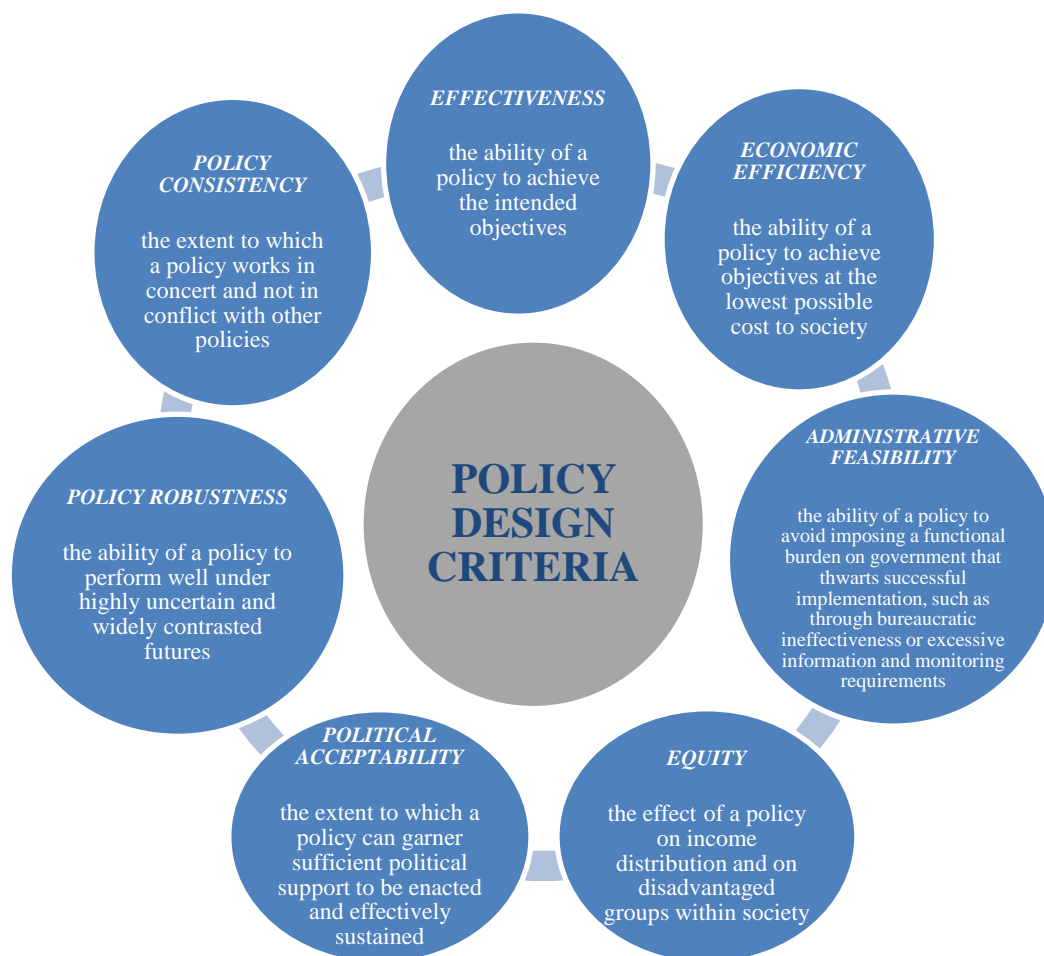 EFFECTIVENESS
the ability of a
policy to achieve
the intended
objectives
ECONOMIC
EFFICIENCY
the ability of a
policy to achieve
objectives at the
lowest possible
cost to society
ADMINISTRATIVE
FEASIBILITY
the ability of a policy to
avoid imposing a functional
burden on government that
thwarts successful
implementation, such as
through bureaucratic
ineffectiveness or excessive
information and monitoring
requirements
EQUITY
the effect of a policy
on income
distribution and on
disadvantaged
groups within society
POLITICAL
ACCEPTABILITY
the extent to which a
policy can garner
sufficient political
support to be enacted
and effectively
sustained
POLICY ROBUSTNESS
the ability of a policy to
perform well under
highly uncertain and
widely contrasted
futures
POLICY
CONSISTENCY
the extent to which
a policy works in
concert and not in
conflict with other
policies
POLICY
DESIGN
CRITERIA